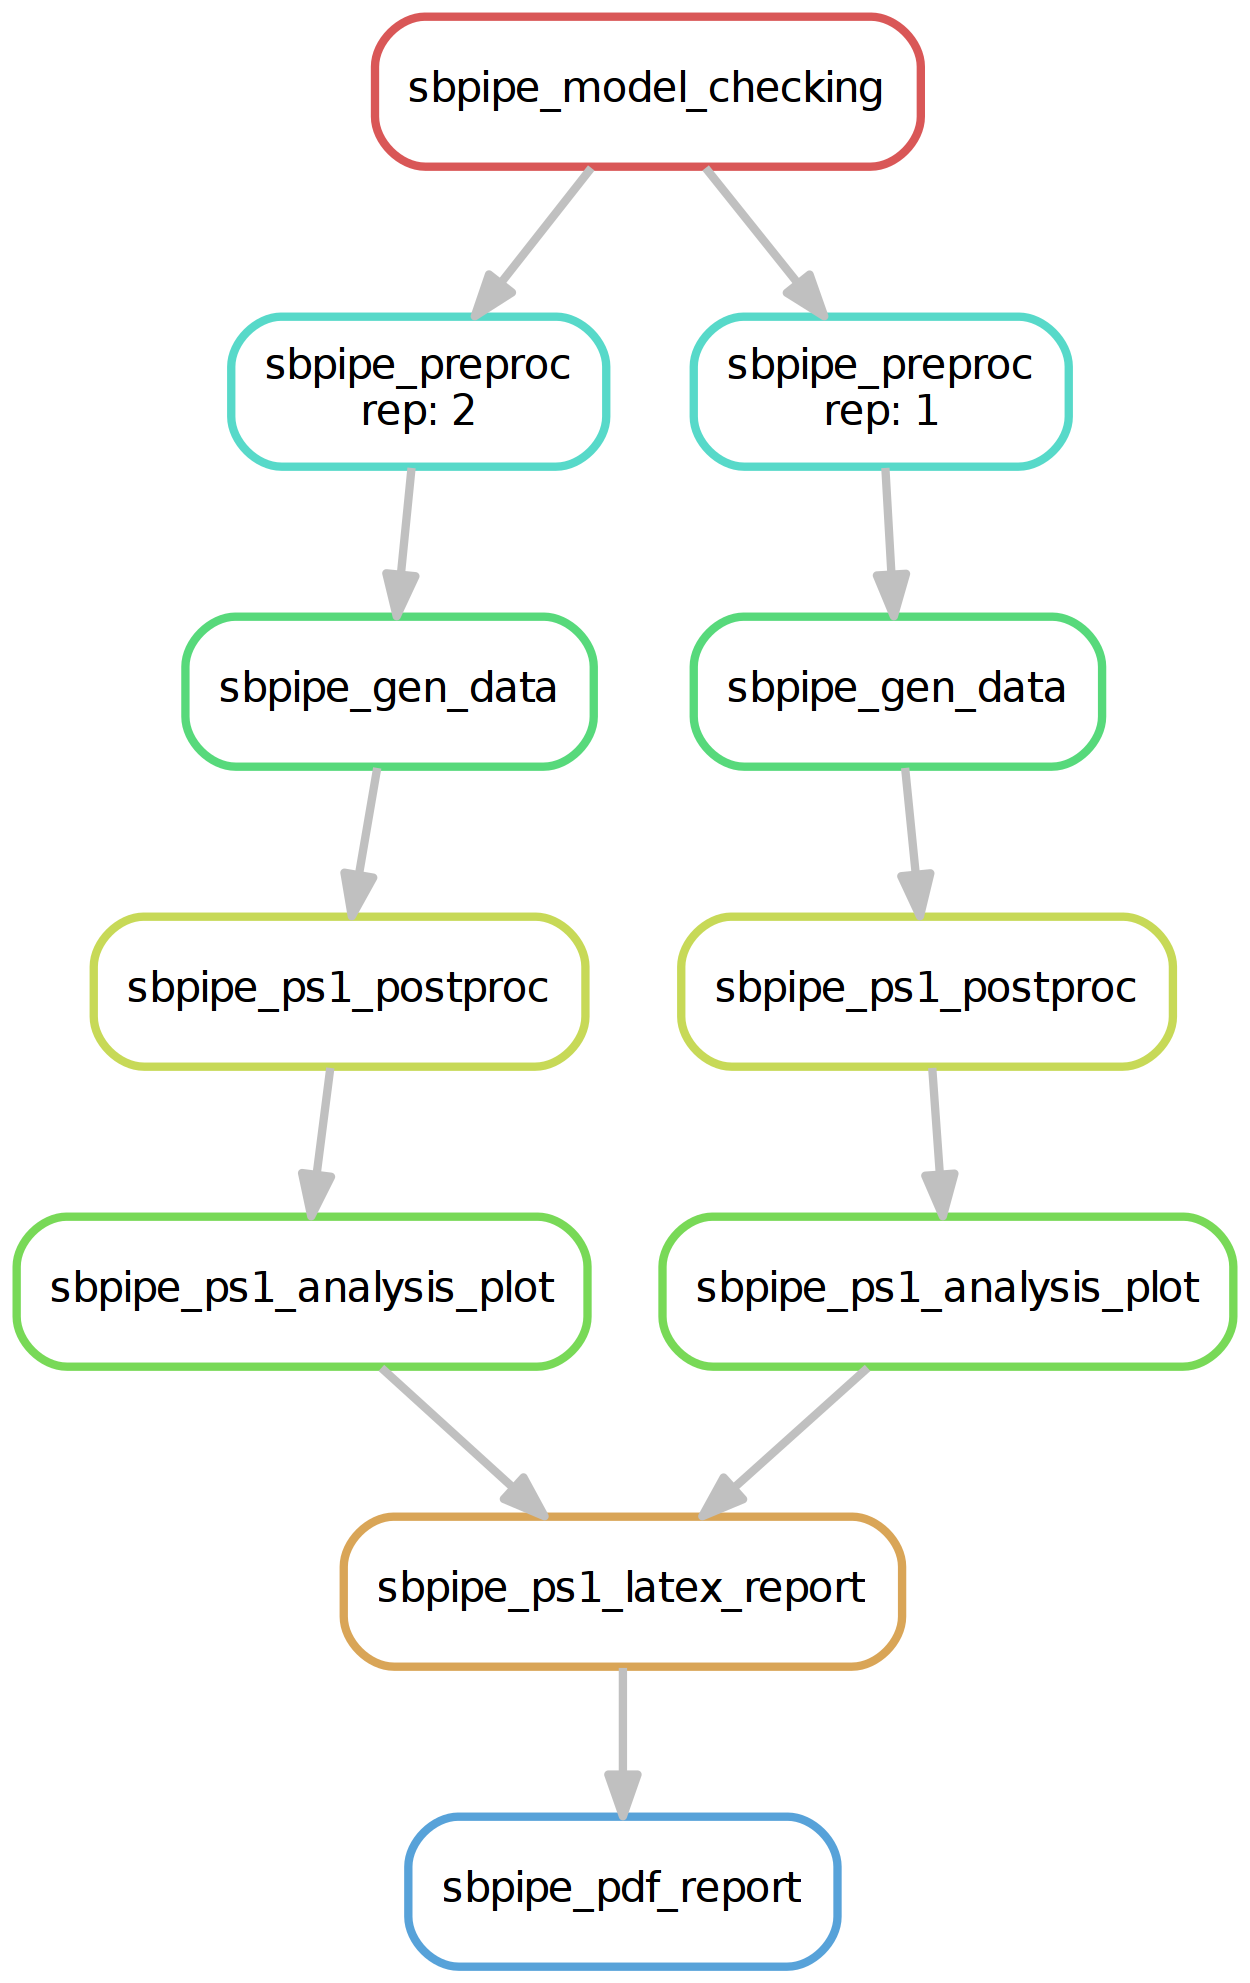 sbpipe_model_checking
sbpipe_preproc
rep: 2
sbpipe_preproc
rep: 1
sbpipe_gen_data
sbpipe_gen_data
sbpipe_ps1_postproc
sbpipe_ps1_postproc
sbpipe_ps1_analysis_plot
sbpipe_ps1_analysis_plot
sbpipe_ps1_latex_report
sbpipe_pdf_report